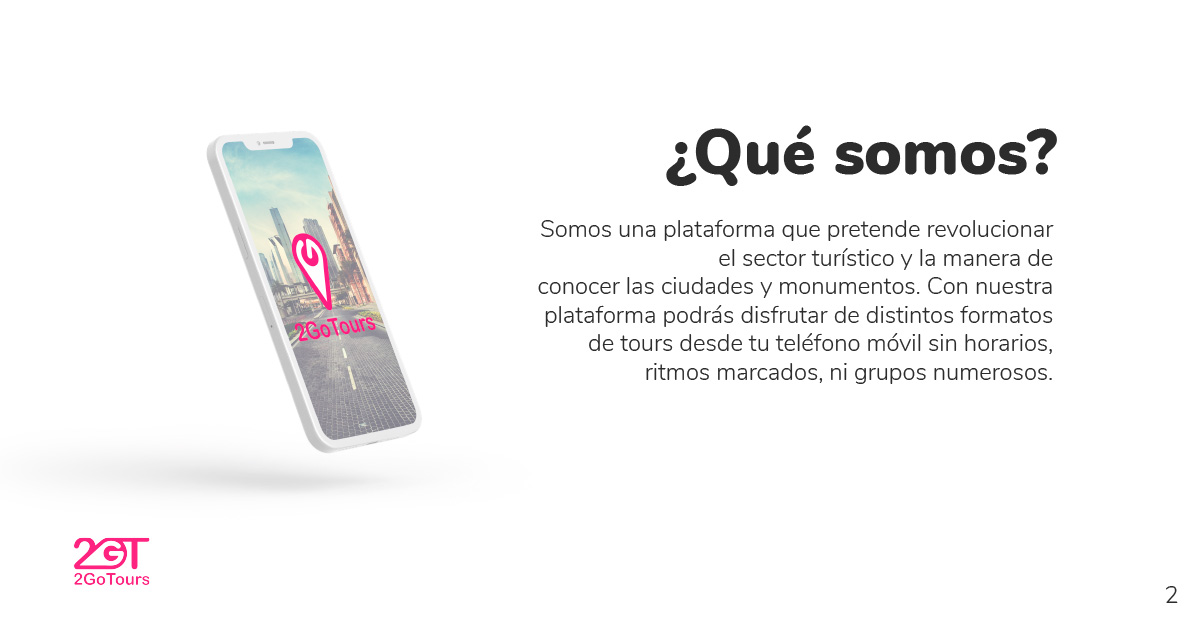 ¿Qué somos?
Somos una plataforma que pretende revolucionar
el sector turístico y la manera de
conocer las ciudades y monumentos. Con nuestra
plataforma podrás disfrutar de distintos formatos
de tours desde tu teléfono móvil sin horarios,
ritmos marcados, ni grupos numerosos.
2GoTours
2GT
2GoTours
2